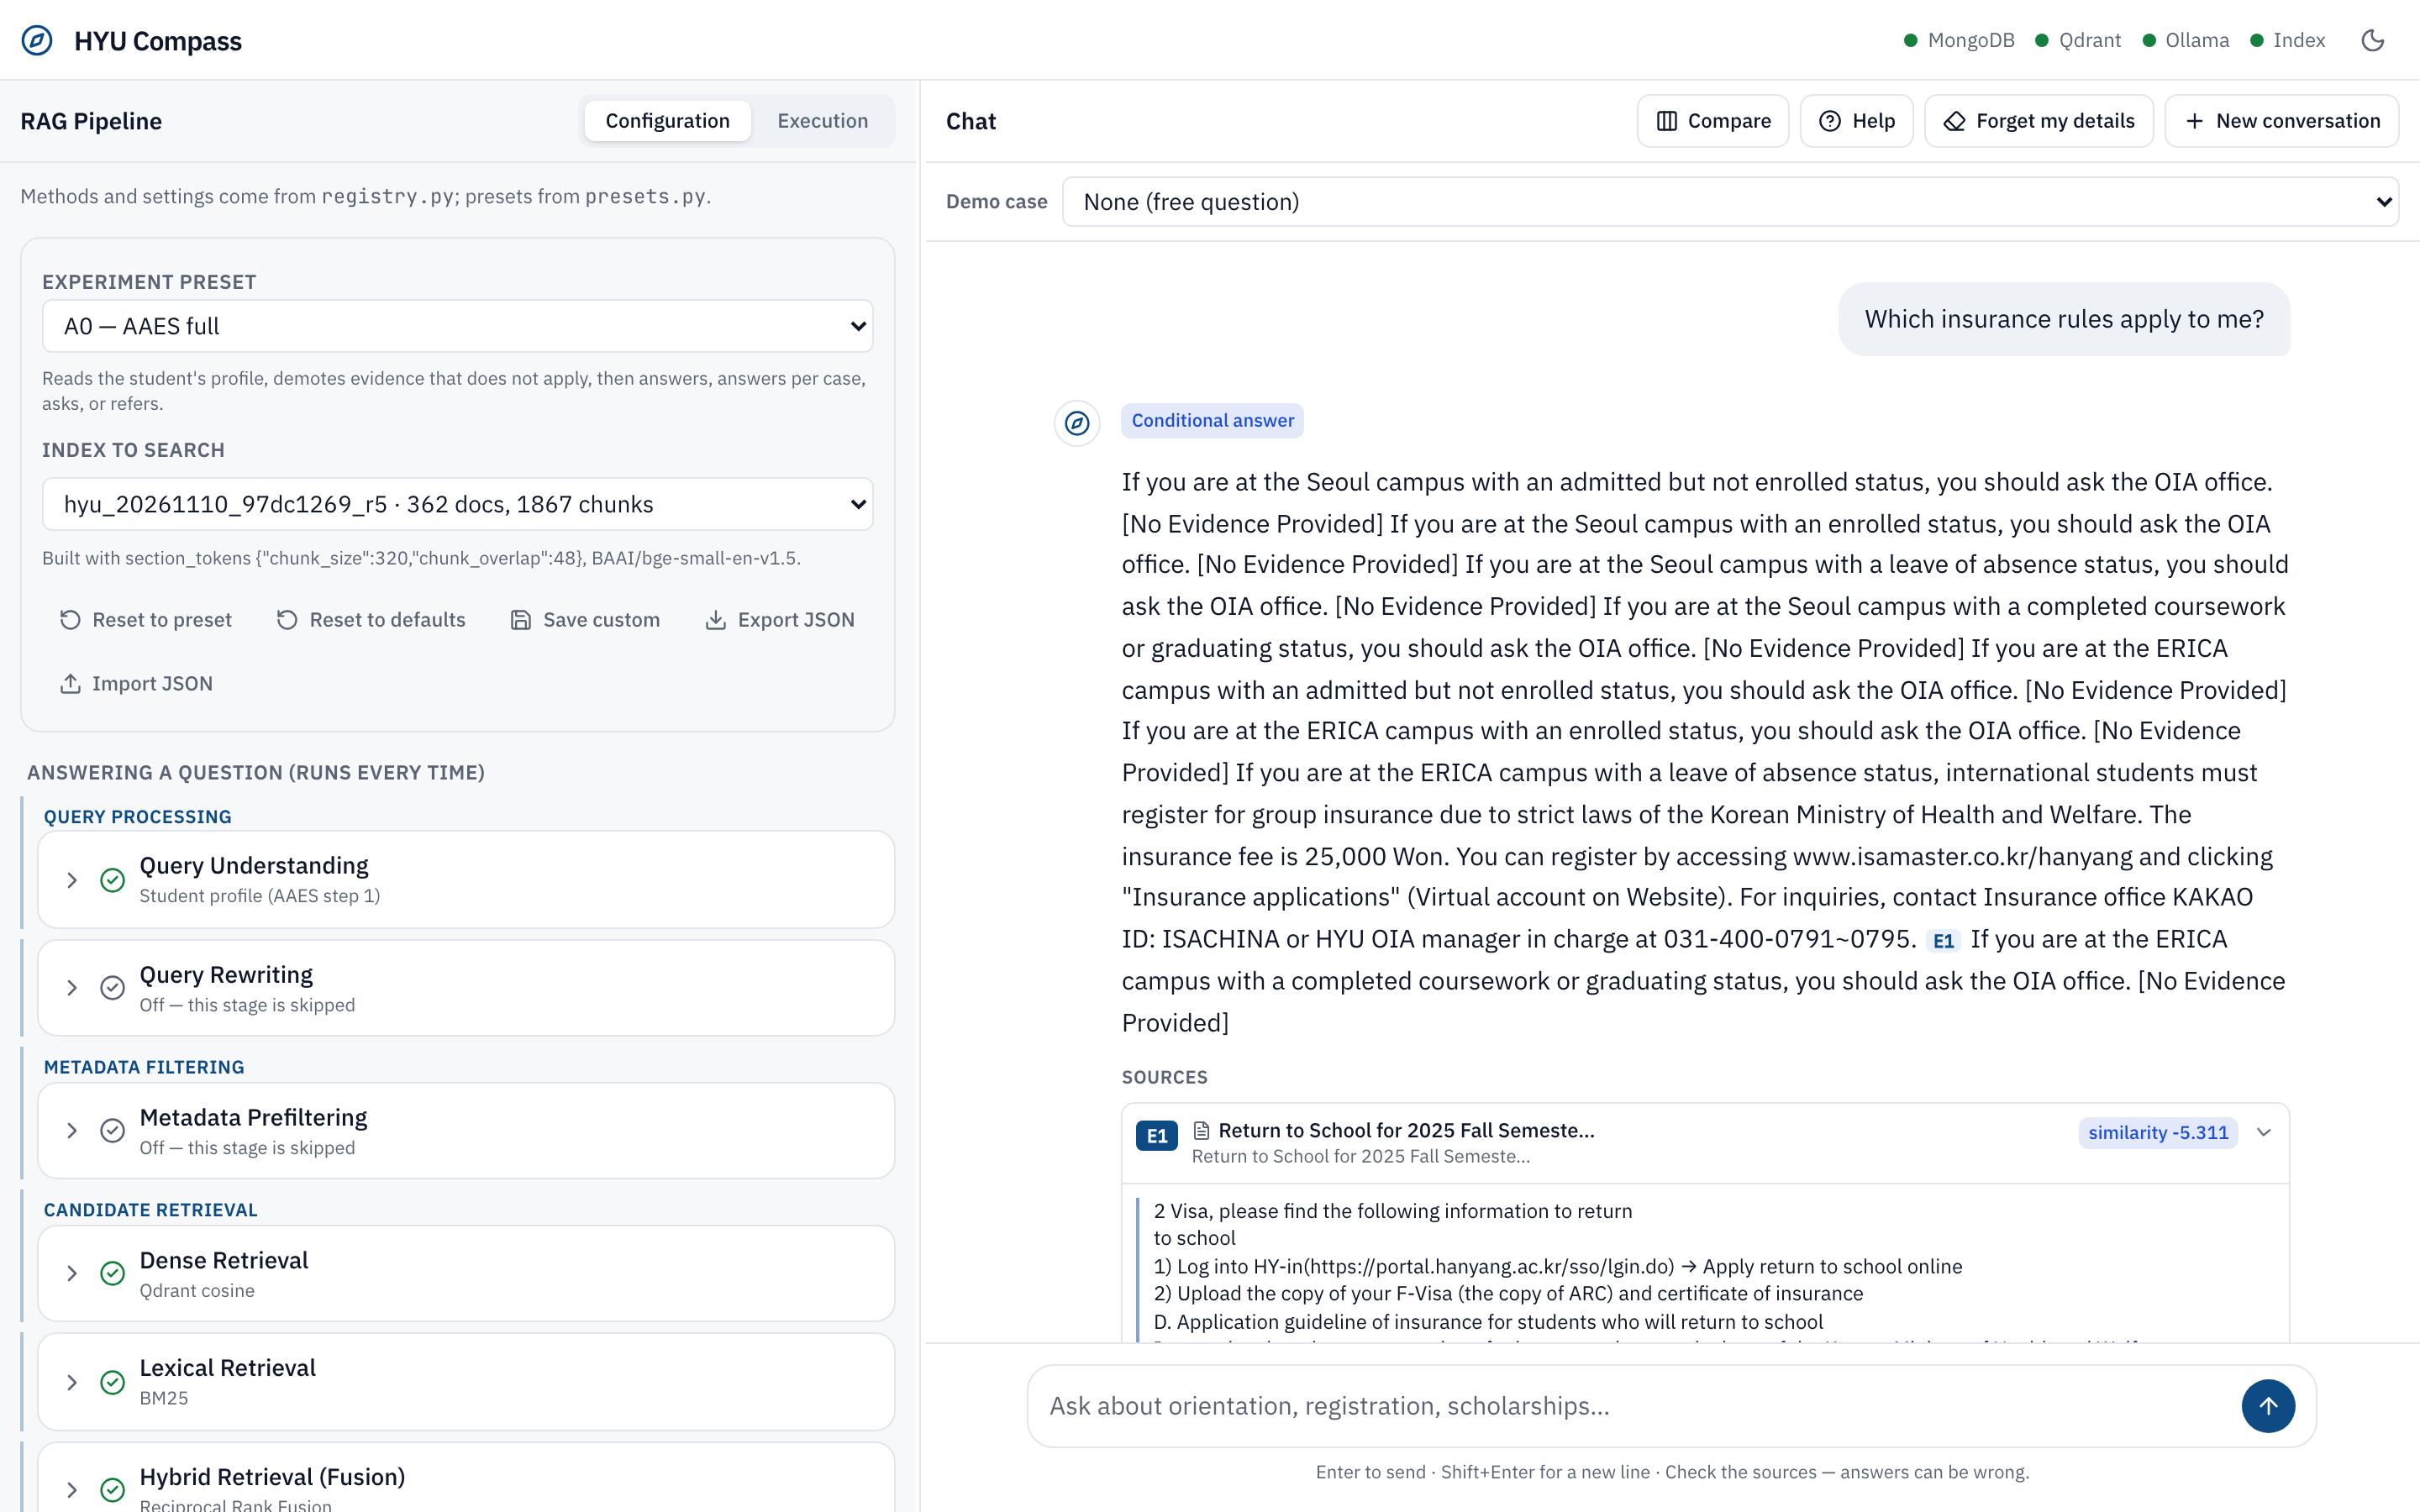 HYU Compass
MongoDB
Qdrant
Ollama
Index
RAG Pipeline
Configuration
Execution
Methods and settings come from registry.py; presets from presets.py.
EXPERIMENT PRESET
A0 — AAES full
Reads the student's profile, demotes evidence that does not apply, then answers, answers per case,
asks, or refers.
INDEX TO SEARCH
hyu_20261110_97dc1269_r5 · 362 docs, 1867 chunks
Built with section_tokens {"chunk_size":320,"chunk_overlap":48}, BAAI/bge-small-en-v1.5.
Reset to preset
Reset to defaults
Save custom
Export JSON
Import JSON
ANSWERING A QUESTION (RUNS EVERY TIME)
QUERY PROCESSING
Query Understanding
Student profile (AAES step 1)
Query Rewriting
Off — this stage is skipped
METADATA FILTERING
Metadata Prefiltering
Off — this stage is skipped
CANDIDATE RETRIEVAL
Dense Retrieval
Qdrant cosine
Lexical Retrieval
BM25
Hybrid Retrieval (Fusion)
Reciprocal Rank Fusion
Chat
Compare
Help
Forget my details
New conversation
Demo case
None (free question)
Which insurance rules apply to me?
Conditional answer
If you are at the Seoul campus with an admitted but not enrolled status, you should ask the OIA office.
[No Evidence Provided] If you are at the Seoul campus with an enrolled status, you should ask the OIA
office. [No Evidence Provided] If you are at the Seoul campus with a leave of absence status, you should
ask the OIA office. [No Evidence Provided] If you are at the Seoul campus with a completed coursework
or graduating status, you should ask the OIA office. [No Evidence Provided] If you are at the ERICA
campus with an admitted but not enrolled status, you should ask the OIA office. [No Evidence Provided]
If you are at the ERICA campus with an enrolled status, you should ask the OIA office. [No Evidence
Provided] If you are at the ERICA campus with a leave of absence status, international students must
register for group insurance due to strict laws of the Korean Ministry of Health and Welfare. The
insurance fee is 25,000 Won. You can register by accessing www.isamaster.co.kr/hanyang and clicking
"Insurance applications" (Virtual account on Website). For inquiries, contact Insurance office KAKAO
ID: ISACHINA or HYU OIA manager in charge at 031-400-0791~0795. E1 If you are at the ERICA
campus with a completed coursework or graduating status, you should ask the OIA office. [No Evidence
Provided]
SOURCES
E1
Return to School for 2025 Fall Semeste...
similarity -5.311
Return to School for 2025 Fall Semeste...
2 Visa, please find the following information to return
to school
1) Log into HY-in(https://portal.hanyang.ac.kr/sso/lgin.do) → Apply return to school online
2) Upload the copy of your F-Visa (the copy of ARC) and certificate of insurance
D. Application guideline of insurance for students who will return to school
Ask about orientation, registration, scholarships...
Enter to send · Shift+Enter for a new line · Check the sources — answers can be wrong.